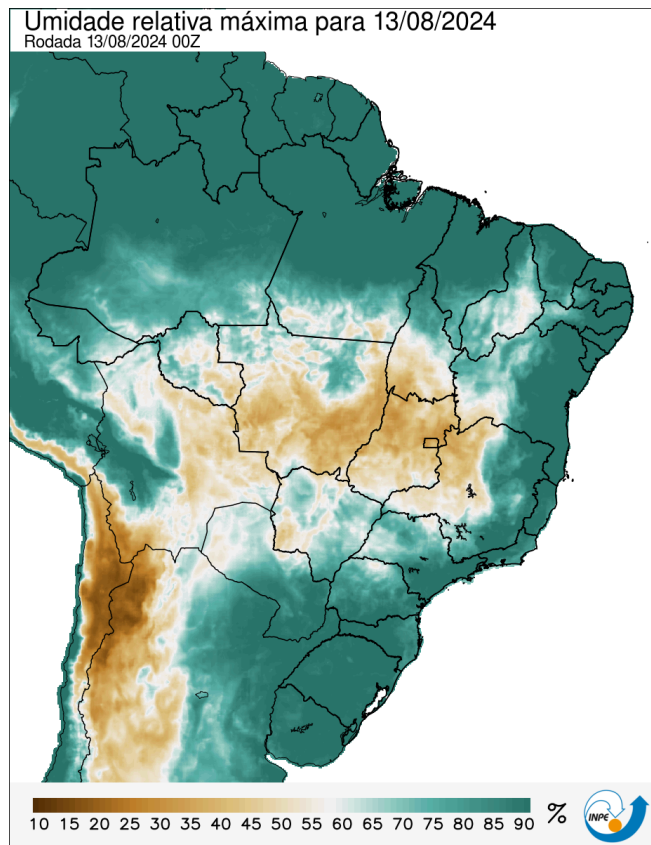 Umidade relativa máxima para 13/08/2024
Rodada 13/08/2024 00Z
10 15 20 25 30 35 40 45 50 55 60 65 70 75 80 85 90 %
INPE